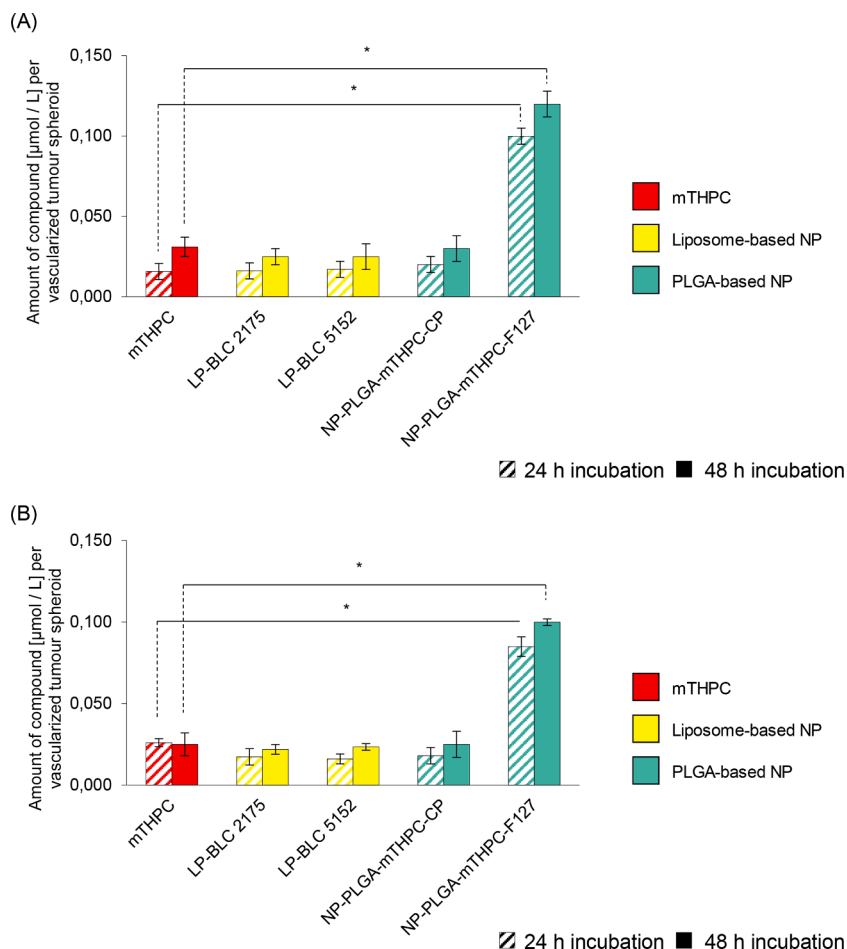 (A)
Amount of compound [µmol / L] per
vascularized tumour spheroid
0,150
0,100
0,050
0,000
*
*
mTHPC
LP-BLC 2175
LP-BLC 5152
NP-PLGA-mTHPC-CP
NP-PLGA-mTHPC-F127
mTHPC
Liposome-based NP
PLGA-based NP
24 h incubation 48 h incubation
(B)
Amount of compound [µmol / L] per
vascularized tumour spheroid
0,150
0,100
0,050
0,000
*
*
mTHPC
LP-BLC 2175
LP-BLC 5152
NP-PLGA-mTHPC-CP
NP-PLGA-mTHPC-F127
mTHPC
Liposome-based NP
PLGA-based NP
24 h incubation 48 h incubation